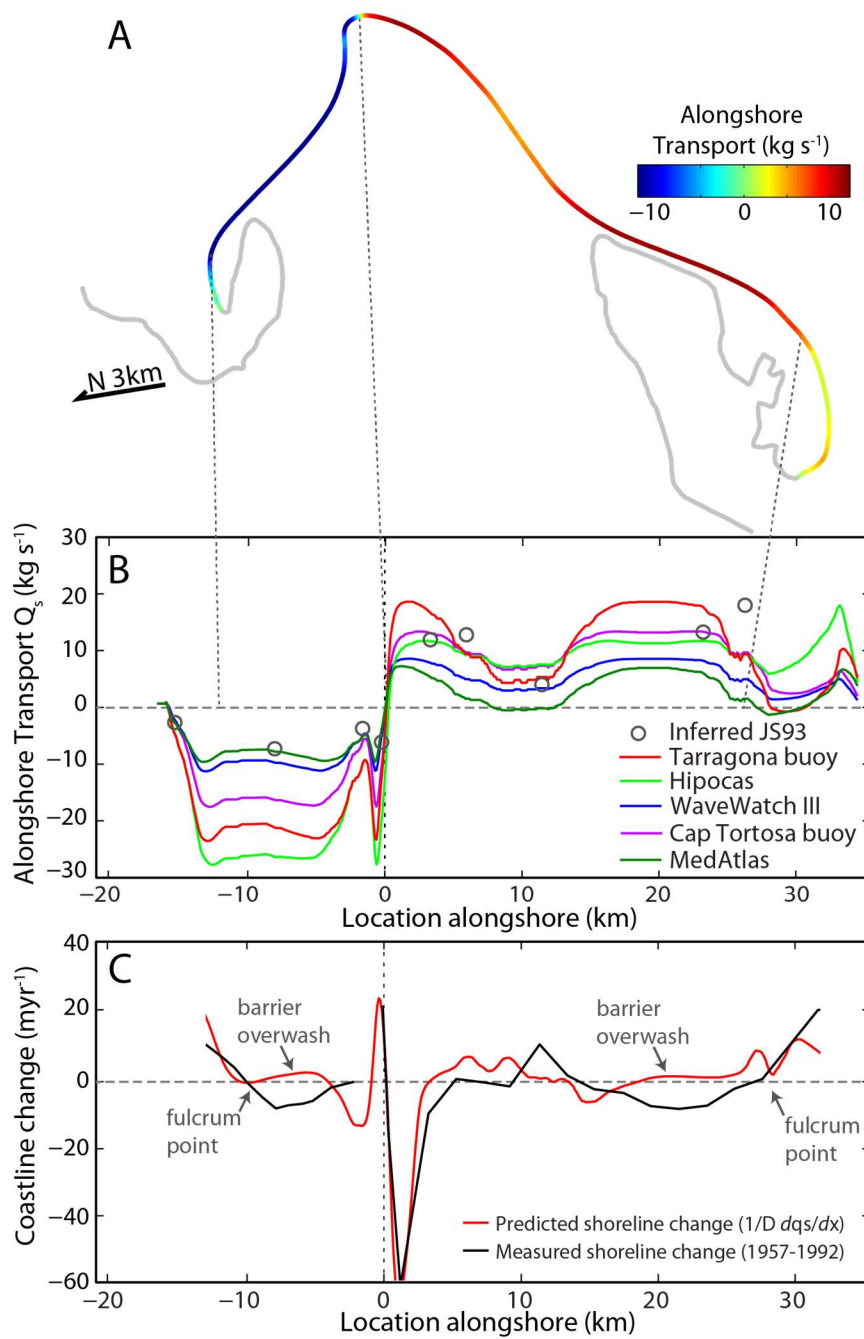 A
Alongshore
Transport (kg s⁻¹)
−10 0 10
N 3km
B
Alongshore Transport Qₛ (kg s⁻¹)
30
20
10
0
−10
−20
−30
Inferred JS93
Tarragona buoy
Hipocas
WaveWatch III
Cap Tortosa buoy
MedAtlas
−20 −10 0 10 20 30
Location alongshore (km)
C
Coastline change (myr⁻¹)
40
20
0
−20
−40
−60
barrier
overwash
fulcrum
point
barrier
overwash
fulcrum
point
Predicted shoreline change (1/D dqs/dx)
Measured shoreline change (1957-1992)
−20 −10 0 10 20 30
Location alongshore (km)